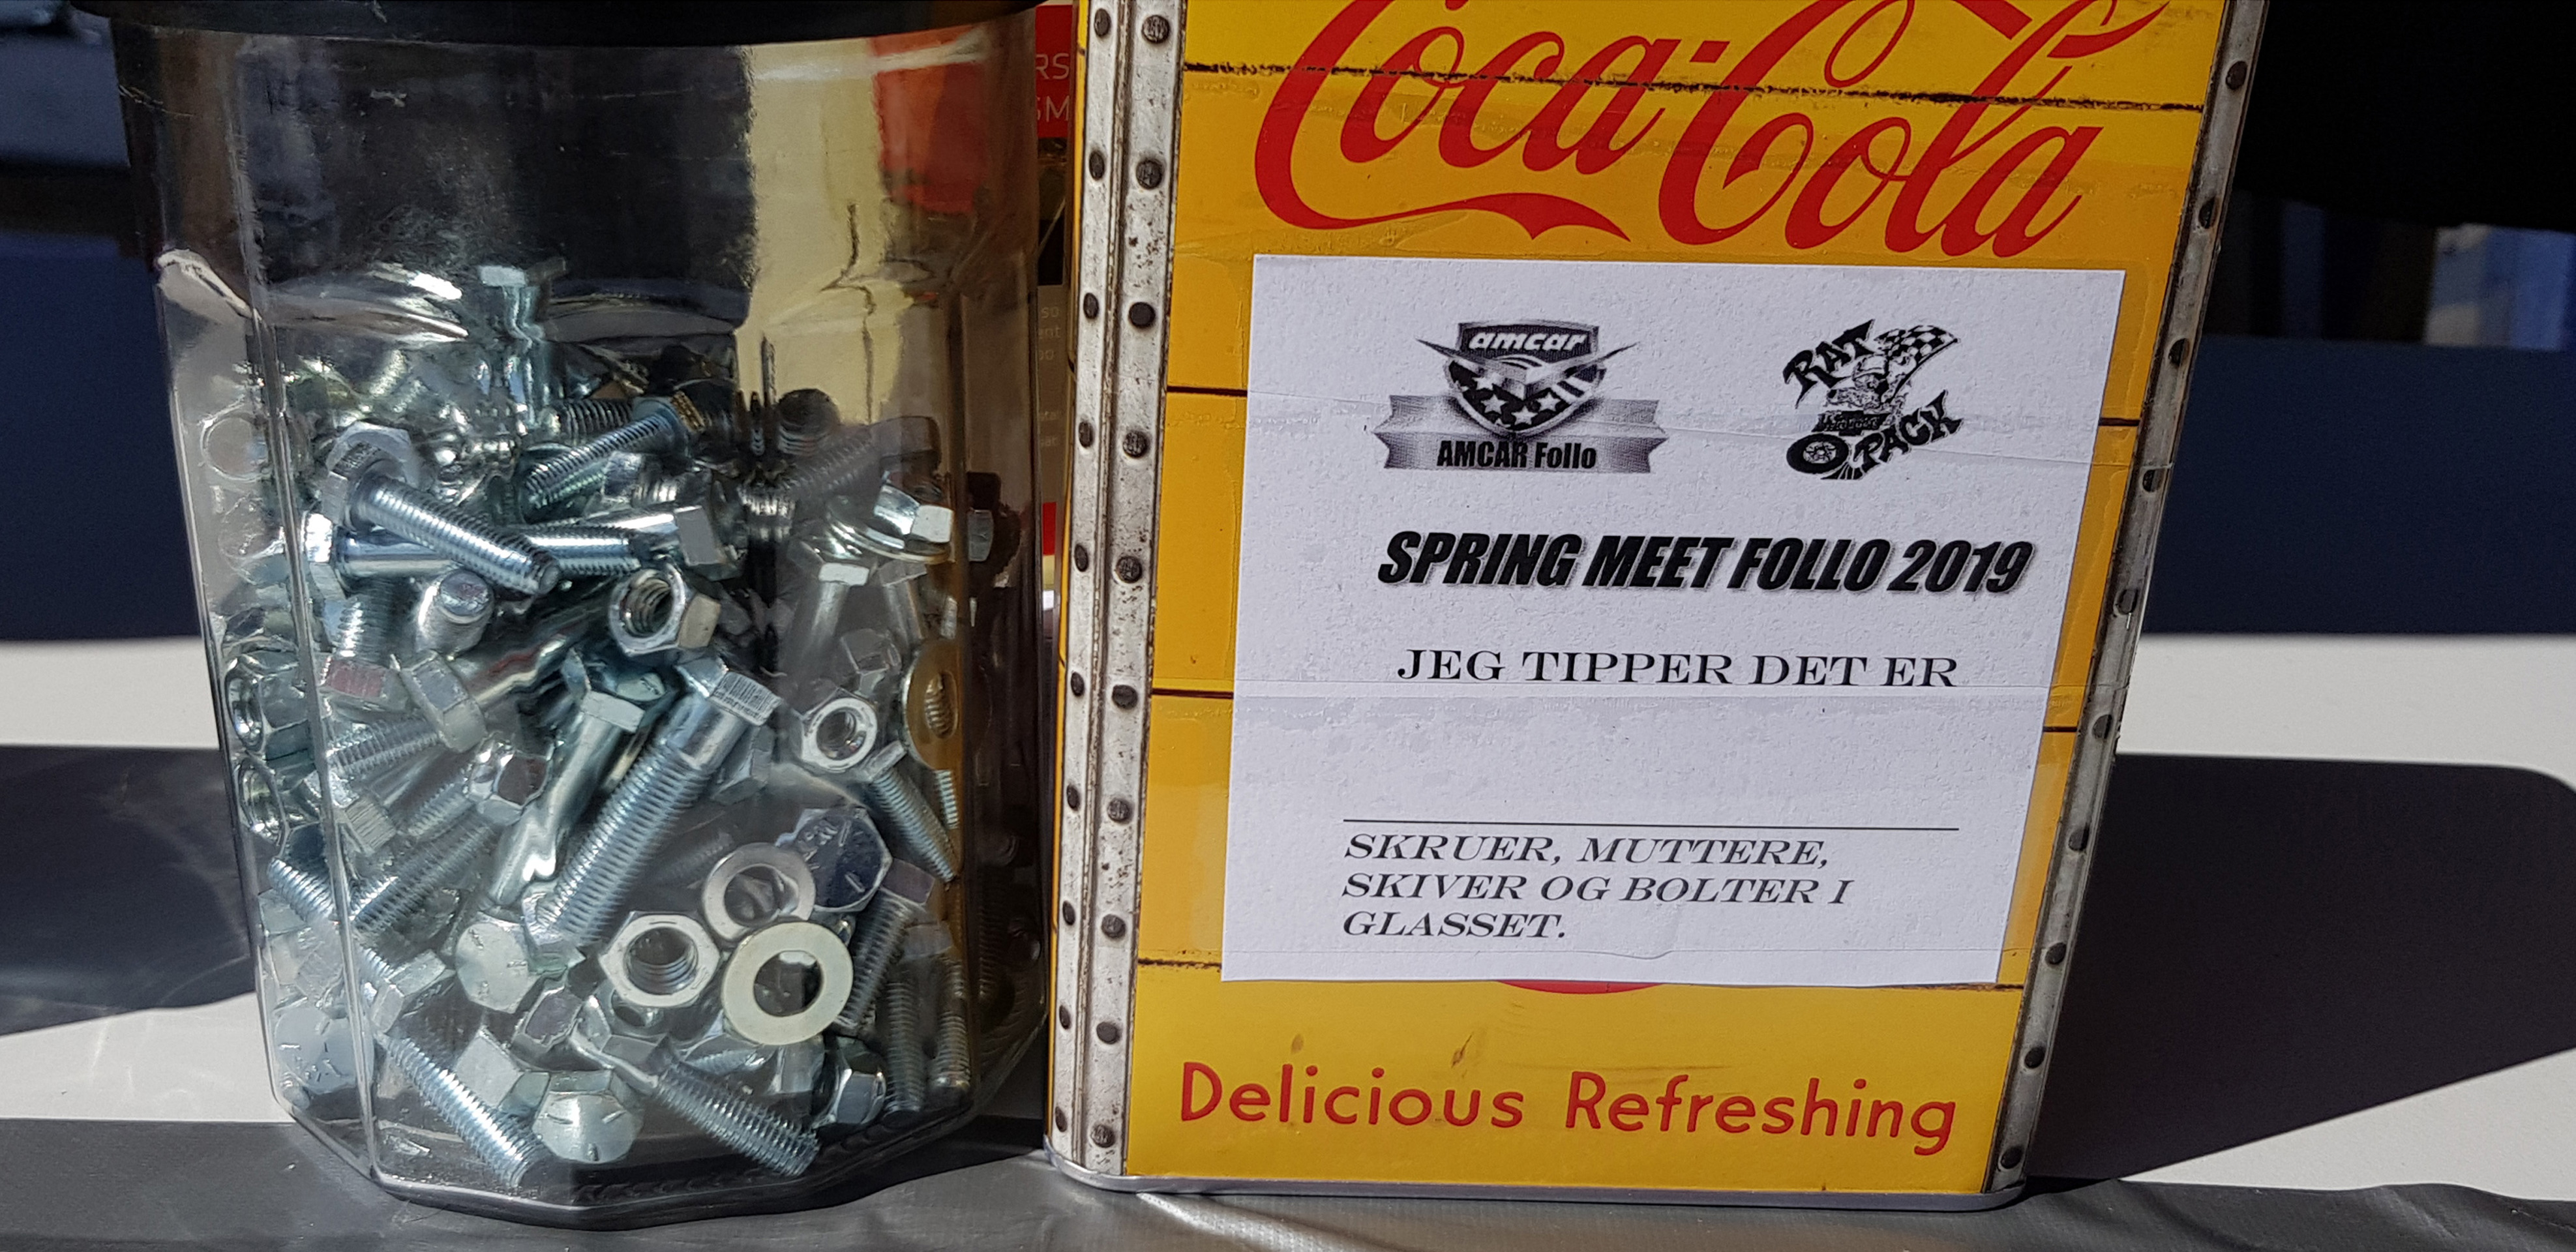 Coca-Cola
amcar
AMCAR Follo
RAT
PACK
SPRING MEET FOLLO 2019
JEG TIPPER DET ER
SKRUER, MUTTERE,
SKIVER OG BOLTER I
GLASSET.
Delicious Refreshing